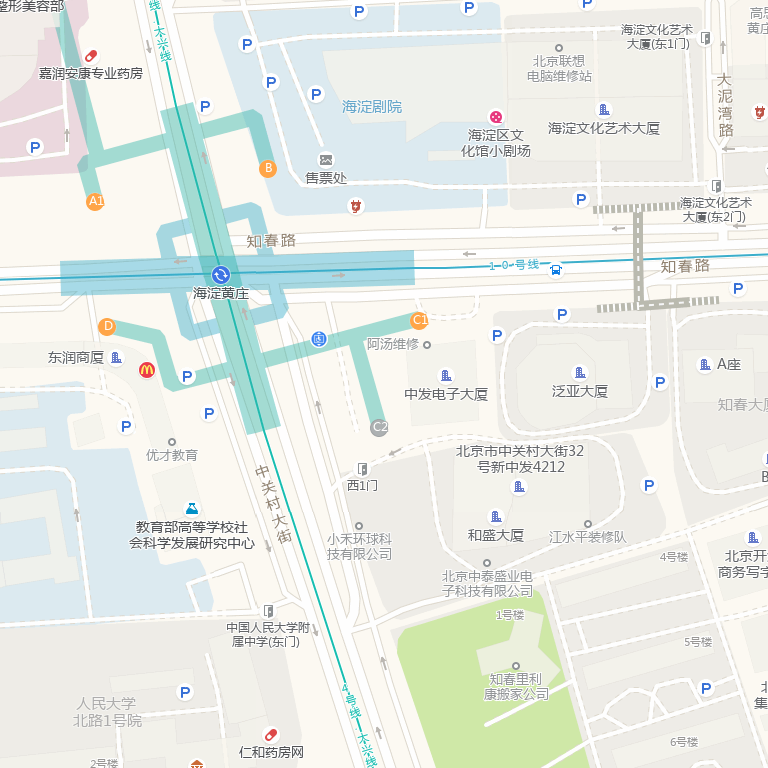 整形美容部
线
-大兴线
嘉润安康专业药房
P
P
P
P
P
P
P
海淀剧院
北京联想
电脑维修站
海淀文化艺术
大厦(东1门)
大泥湾路
海淀区文
化馆小剧场
海淀文化艺术大厦
售票处
B
A1
P
海淀文化艺术
大厦(东2门)
知春路
10号线
知春路
海淀黄庄
P
P
D
C1
东润商厦
阿汤维修
P
P
中发电子大厦
泛亚大厦
A座
P
P
P
C2
优才教育
北京市中关村大街32
号新中发4212
西1门
中关村大街
P
教育部高等学校社
会科学发展研究中心
小禾环球科
技有限公司
和盛大厦
江水平装修队
4号楼
北京中泰盛业电
子科技有限公司
中国人民大学附
属中学(东门)
1号楼
5号楼
知春里利
康搬家公司
人民大学
北路1号院
P
4号线-大兴线
P
仁和药房网
6号楼
2号楼